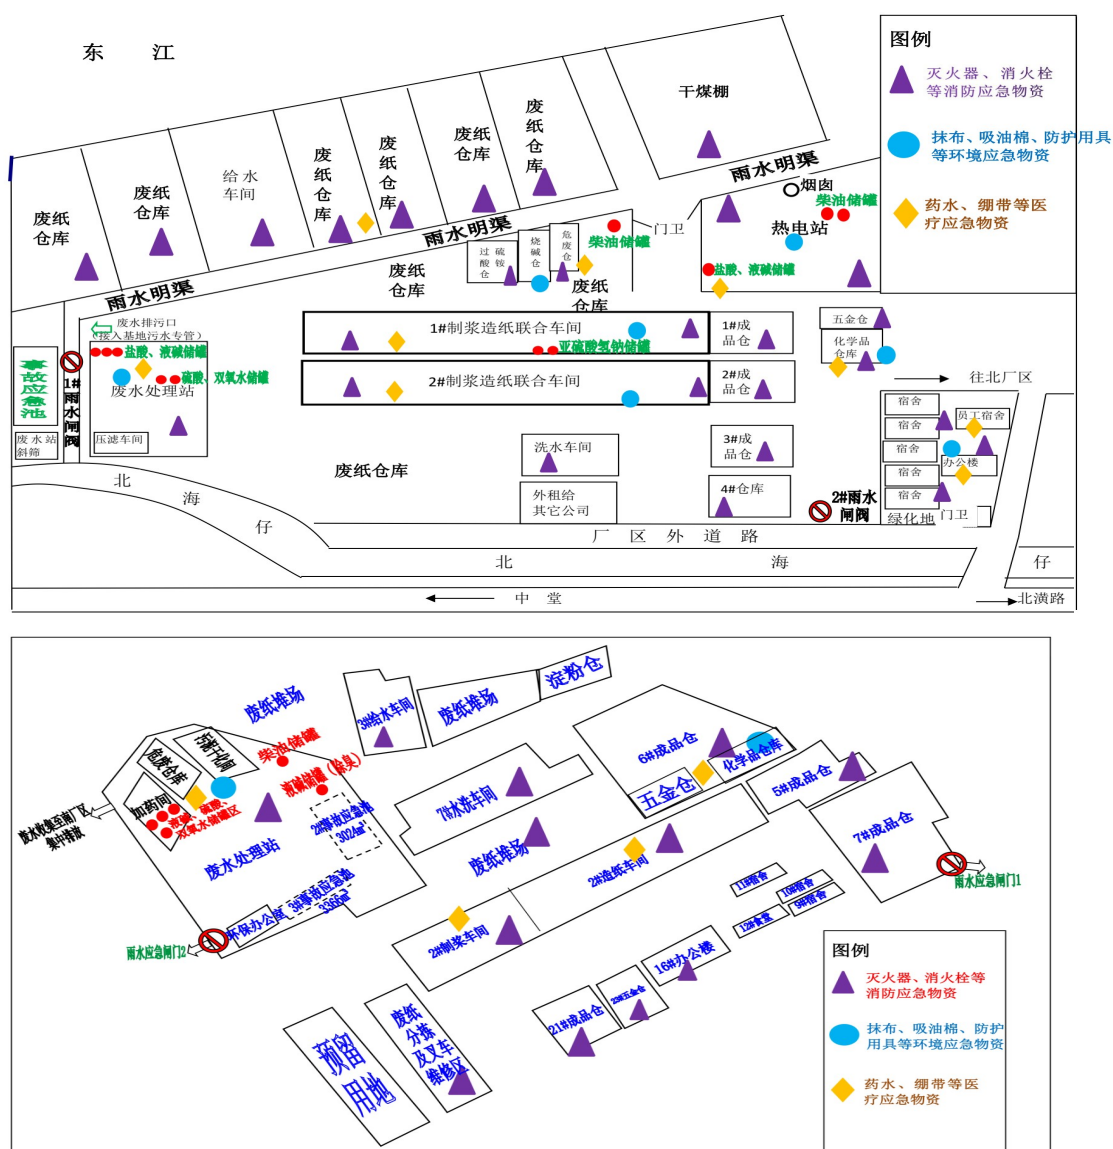 东 江
图例
灭火器、消火栓
等消防应急物资
抹布、吸油棉、防护用具
等环境应急物资
药水、绷带等医
疗应急物资
干煤棚
废纸
仓库
废纸
仓库
废纸
仓库
废纸
仓库
给水
车间
废纸
仓库
废纸
仓库
雨水明渠
雨水明渠
雨水明渠
烟囱
柴油储罐
热电站
盐酸、液碱储罐
门卫
柴油储罐
过硫
酸铵
仓
烧
碱
仓
危
废
仓
废纸
仓库
废纸
仓库
废水排污口
(接入基地污水专管)
盐酸、液碱储罐
硫酸、双氧水储罐
废水处理站
压滤车间
事故应急池
废水站
斜筛
1#雨水闸阀
1#制浆造纸联合车间
亚硫酸氢钠储罐
2#制浆造纸联合车间
1#成
品仓
2#成
品仓
3#成
品仓
4#仓库
五金仓
化学品
仓库
往北厂区
宿舍
宿舍
宿舍
宿舍
宿舍
员工宿舍
办公楼
门卫
绿化地
2#雨水
闸阀
洗水车间
外租给
其它公司
废纸仓库
厂区外道路
北海仔
北海仔
中堂
北潢路
废纸堆场
3#给水车间
废纸堆场
淀粉仓
污泥干化间
危废仓库
加药间
液碱、硫酸、
双氧水储罐区
柴油储罐
液碱储罐（除臭）
废水收集至南厂区
集中排放
废水处理站
2#事故应急池
3024m³
3#事故应急池
3366m³
环保办公室
雨水应急闸门2
7#水洗车间
废纸堆场
6#成品仓
五金仓
化学品仓库
5#成品仓
7#成品仓
雨水应急闸门1
2#造纸车间
2#制浆车间
11#宿舍
10#宿舍
9#宿舍
12#食堂
16#办公楼
21#成品仓
废纸
分拣
及叉车
维修区
预留
用地
图例
灭火器、消火栓等
消防应急物资
抹布、吸油棉、防护
用具等环境应急物资
药水、绷带等医
疗应急物资